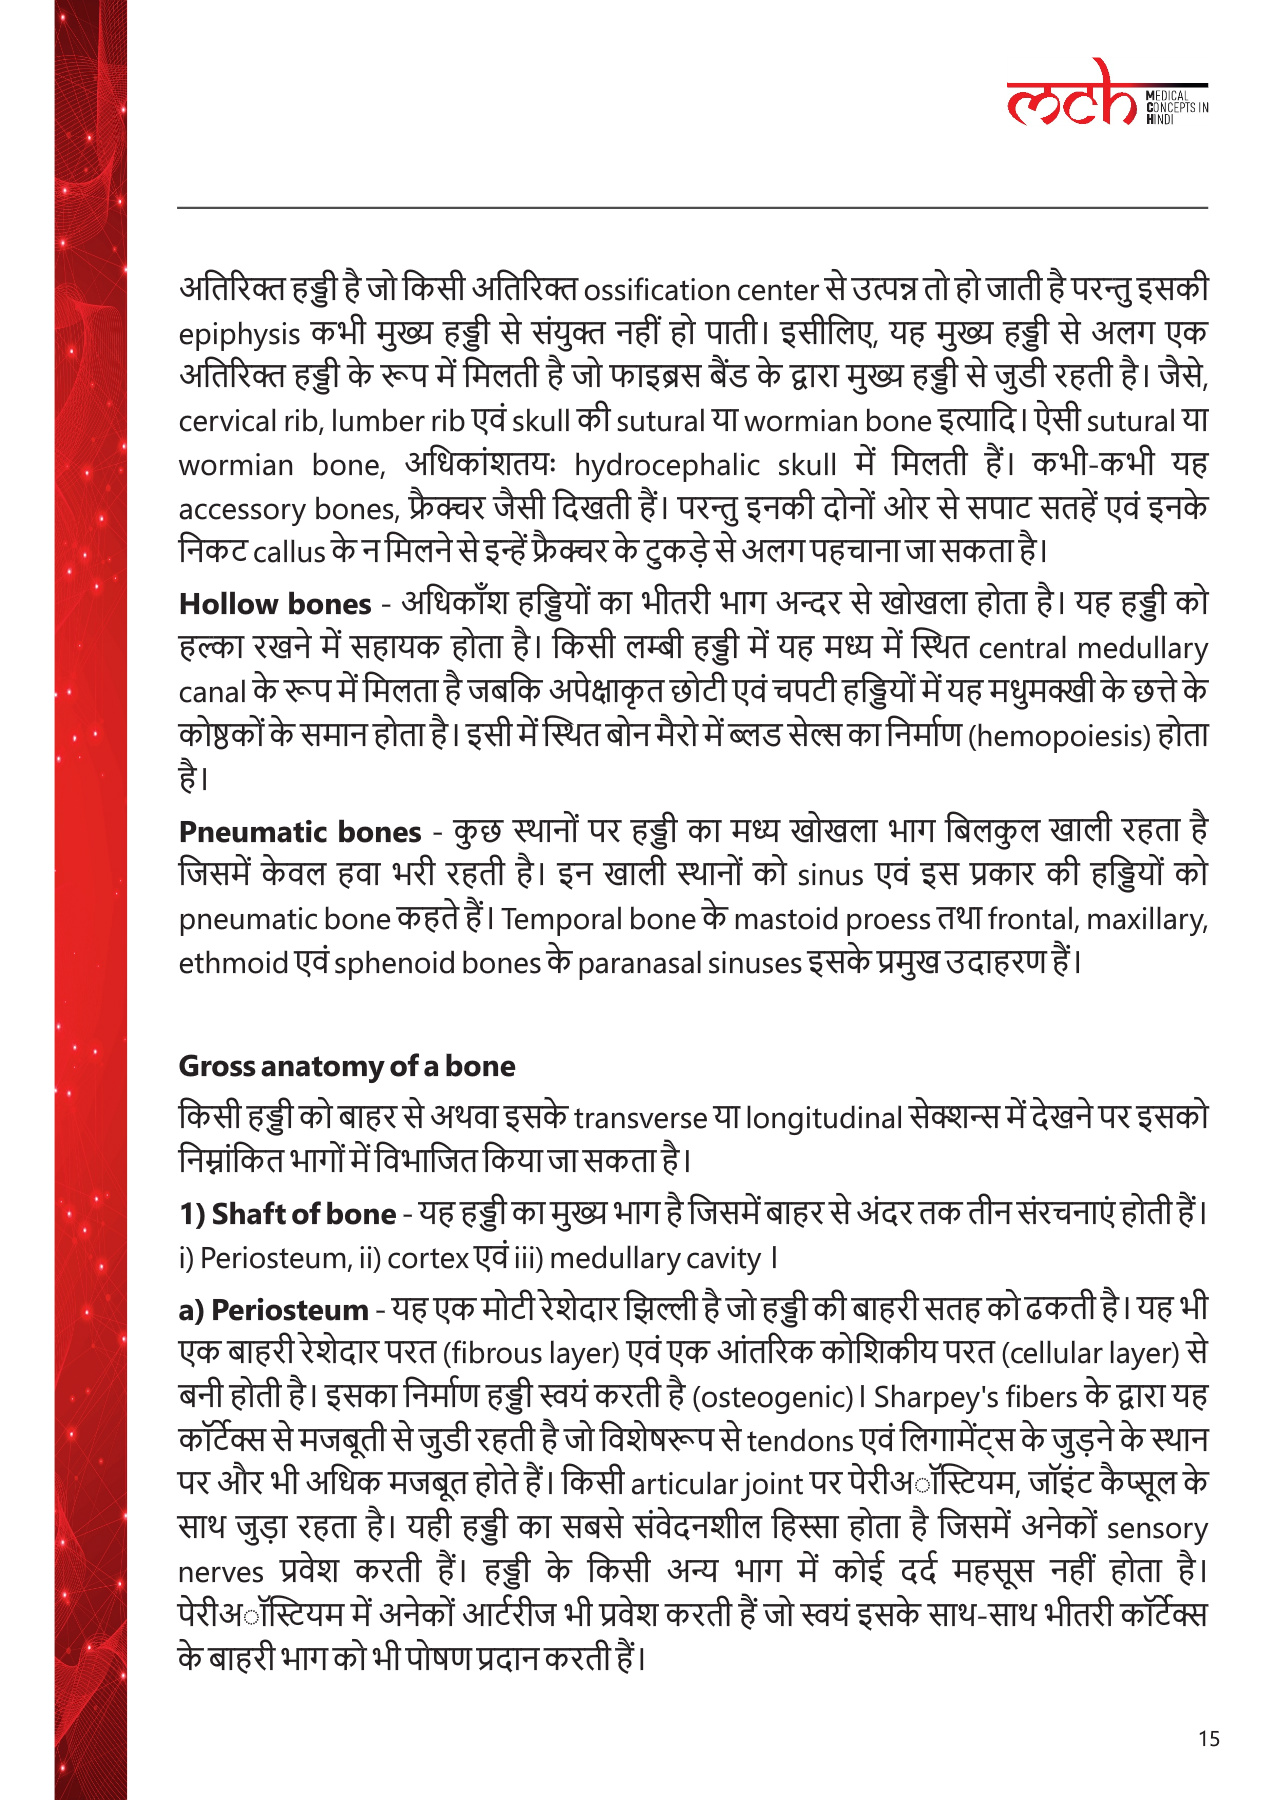 mch
MEDICAL
CONCEPTS IN
HINDI
अतिरिक्त हड्डी है जो किसी अतिरिक्त ossification center से उत्पन्न तो हो जाती है परन्तु इसकी
epiphysis कभी मुख्य हड्डी से संयुक्त नहीं हो पाती। इसीलिए, यह मुख्य हड्डी से अलग एक
अतिरिक्त हड्डी के रूप में मिलती है जो फाइब्रस बैंड के द्वारा मुख्य हड्डी से जुडी रहती है। जैसे,
cervical rib, lumber rib एवं skull की sutural या wormian bone इत्यादि। ऐसी sutural या
wormian bone, अधिकांशतयः hydrocephalic skull में मिलती हैं। कभी-कभी यह
accessory bones, फ्रैक्चर जैसी दिखती हैं। परन्तु इनकी दोनों ओर से सपाट सतहें एवं इनके
निकट callus के न मिलने से इन्हें फ्रैक्चर के टुकड़े से अलग पहचाना जा सकता है।
Hollow bones - अधिकाँश हड्डियों का भीतरी भाग अन्दर से खोखला होता है। यह हड्डी को
हल्का रखने में सहायक होता है। किसी लम्बी हड्डी में यह मध्य में स्थित central medullary
canal के रूप में मिलता है जबकि अपेक्षाकृत छोटी एवं चपटी हड्डियों में यह मधुमक्खी के छत्ते के
कोष्ठकों के समान होता है। इसी में स्थित बोन मैरो में ब्लड सेल्स का निर्माण (hemopoiesis) होता
है।
Pneumatic bones - कुछ स्थानों पर हड्डी का मध्य खोखला भाग बिलकुल खाली रहता है
जिसमें केवल हवा भरी रहती है। इन खाली स्थानों को sinus एवं इस प्रकार की हड्डियों को
pneumatic bone कहते हैं। Temporal bone के mastoid proess तथा frontal, maxillary,
ethmoid एवं sphenoid bones के paranasal sinuses इसके प्रमुख उदाहरण हैं।
Gross anatomy of a bone
किसी हड्डी को बाहर से अथवा इसके transverse या longitudinal सेक्शन्स में देखने पर इसको
निम्नांकित भागों में विभाजित किया जा सकता है।
1) Shaft of bone - यह हड्डी का मुख्य भाग है जिसमें बाहर से अंदर तक तीन संरचनाएं होती हैं।
i) Periosteum, ii) cortex एवं iii) medullary cavity ।
a) Periosteum - यह एक मोटी रेशेदार झिल्ली है जो हड्डी की बाहरी सतह को ढकती है। यह भी
एक बाहरी रेशेदार परत (fibrous layer) एवं एक आंतरिक कोशिकीय परत (cellular layer) से
बनी होती है। इसका निर्माण हड्डी स्वयं करती है (osteogenic)। Sharpey's fibers के द्वारा यह
कॉर्टेक्स से मजबूती से जुडी रहती है जो विशेषरूप से tendons एवं लिगामेंट्स के जुड़ने के स्थान
पर और भी अधिक मजबूत होते हैं। किसी articular joint पर पेरीअॉस्टियम, जॉइंट कैप्सूल के
साथ जुड़ा रहता है। यही हड्डी का सबसे संवेदनशील हिस्सा होता है जिसमें अनेकों sensory
nerves प्रवेश करती हैं। हड्डी के किसी अन्य भाग में कोई दर्द महसूस नहीं होता है।
पेरीअॉस्टियम में अनेकों आर्टरीज भी प्रवेश करती हैं जो स्वयं इसके साथ-साथ भीतरी कॉर्टेक्स
के बाहरी भाग को भी पोषण प्रदान करती हैं।
15